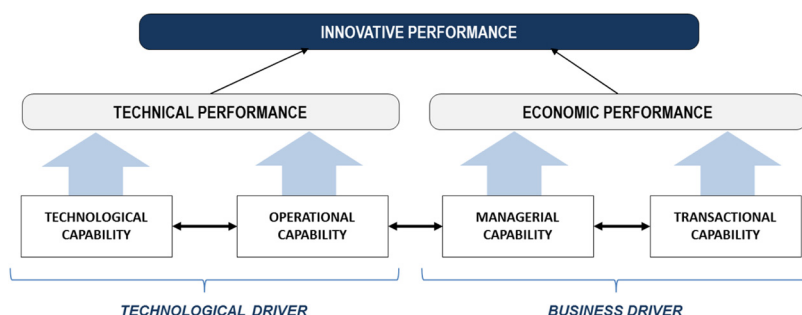 INNOVATIVE PERFORMANCE
TECHNICAL PERFORMANCE
ECONOMIC PERFORMANCE
TECHNOLOGICAL
CAPABILITY
OPERATIONAL
CAPABILITY
MANAGERIAL
CAPABILITY
TRANSACTIONAL
CAPABILITY
TECHNOLOGICAL DRIVER
BUSINESS DRIVER